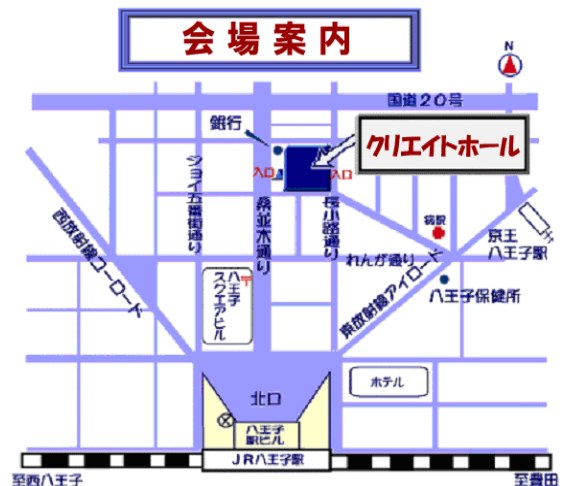 会場案内
N
国道20号
銀行
クリエイトホール
入口
入口
ジョイ五番街通り
桑並木通り
長小路通り
病院
西放射線ユーロード
れんが通り
京王
八王子駅
東放射線アイロード
八王子保健所
八王子
スクエアビル
〒
ホテル
北口
八王子
駅ビル
JR八王子駅
至西八王子
至豊田